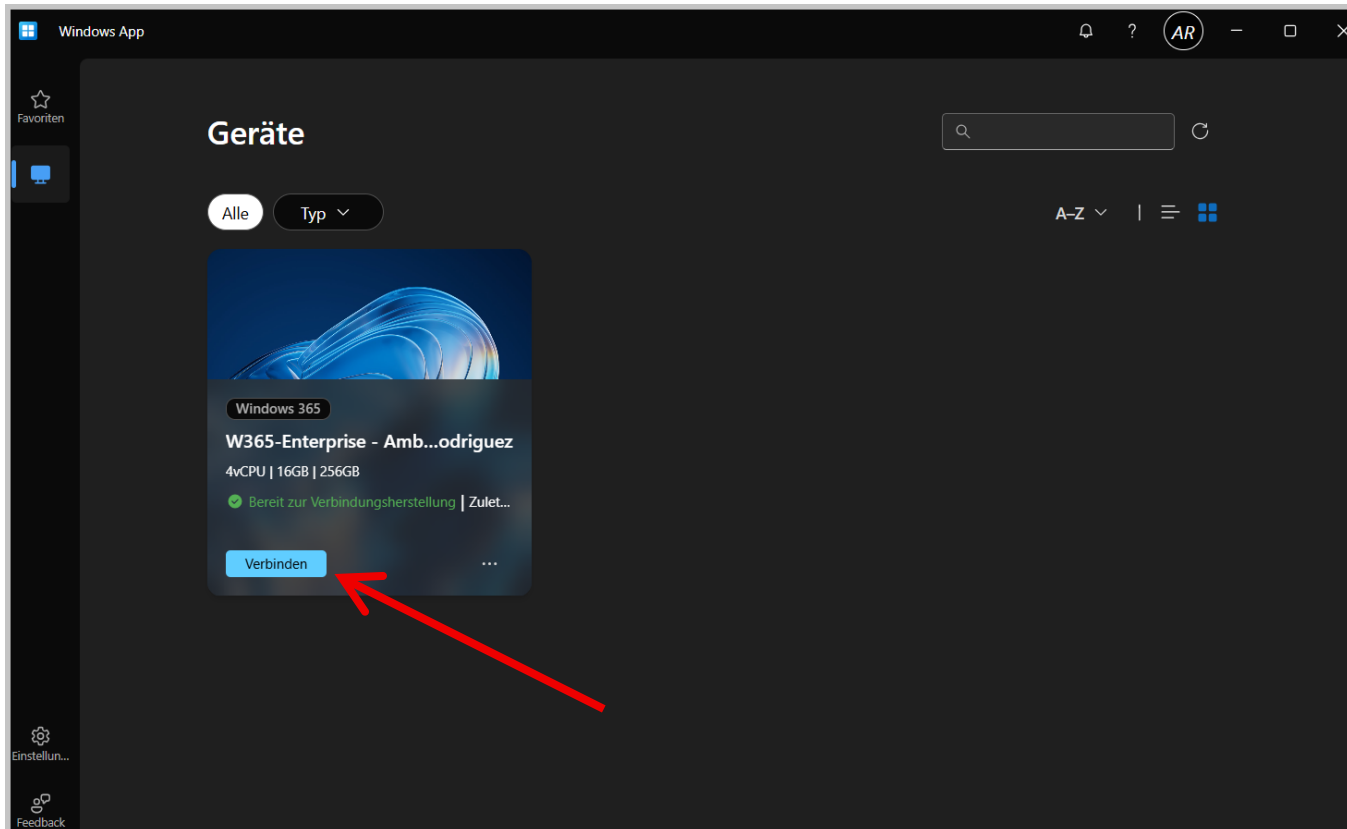 Windows App
?
AR
Favoriten
Geräte
Alle
Typ
A–Z
Windows 365
W365-Enterprise - Amb...odriguez
4vCPU | 16GB | 256GB
Bereit zur Verbindungsherstellung | Zulet...
Verbinden
...
Einstellun...
Feedback